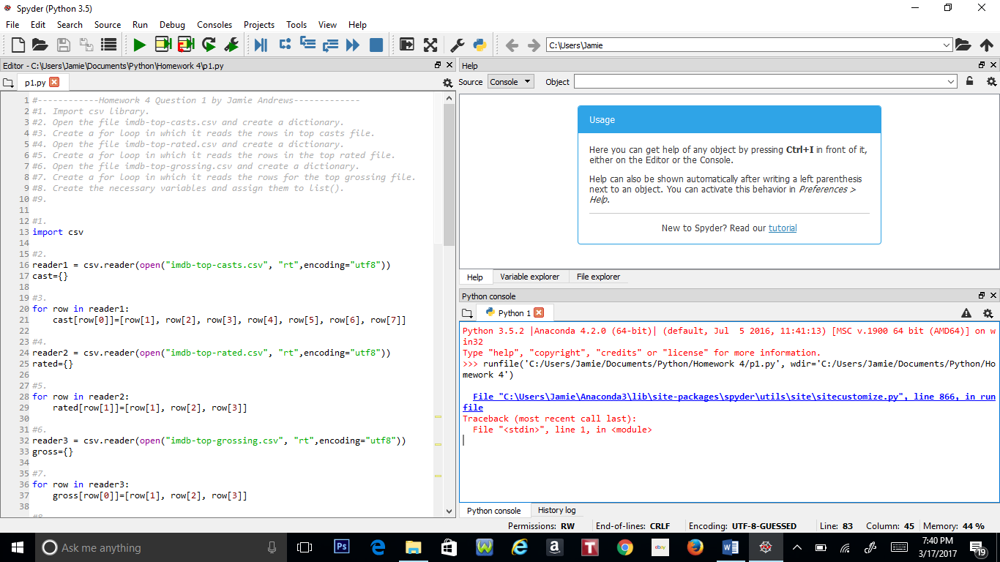 Spyder (Python 3.5)
File Edit Search Source Run Debug Consoles Projects Tools View Help
C:\Users\Jamie
Editor - C:\Users\Jamie\Documents\Python\Homework 4\p1.py
p1.py
1 #------------Homework 4 Question 1 by Jamie Andrews-------------
2 #1. Import csv library.
3 #2. Open the file imdb-top-casts.csv and create a dictionary.
4 #3. Create a for loop in which it reads the rows in top casts file.
5 #4. Open the file imdb-top-rated.csv and create a dictionary.
6 #5. Create a for loop in which it reads the rows in the top rated file.
7 #6. Open the file imdb-top-grossing.csv and create a dictionary.
8 #7. Create a for loop in which it reads the rows for the top grossing file.
9 #8. Create the necessary variables and assign them to list().
10 #9.
11
12 #1.
13 import csv
14
15 #2.
16 reader1 = csv.reader(open("imdb-top-casts.csv", "rt",encoding="utf8"))
17 cast={}
18
19 #3.
20 for row in reader1:
21     cast[row[0]]=[row[1], row[2], row[3], row[4], row[5], row[6], row[7]]
22
23 #4.
24 reader2 = csv.reader(open("imdb-top-rated.csv", "rt",encoding="utf8"))
25 rated={}
26
27 #5.
28 for row in reader2:
29     rated[row[1]]=[row[1], row[2], row[3]]
30
31 #6.
32 reader3 = csv.reader(open("imdb-top-grossing.csv", "rt",encoding="utf8"))
33 gross={}
34
35 #7.
36 for row in reader3:
37     gross[row[0]]=[row[1], row[2], row[3]]
38
Help
Source Console Object
Usage
Here you can get help of any object by pressing Ctrl+I in front of it,
either on the Editor or the Console.
Help can also be shown automatically after writing a left parenthesis
next to an object. You can activate this behavior in Preferences >
Help.
New to Spyder? Read our tutorial
Help Variable explorer File explorer
Python console
Python 1
Python 3.5.2 |Anaconda 4.2.0 (64-bit)| (default, Jul  5 2016, 11:41:13) [MSC v.1900 64 bit (AMD64)] on w
in32
Type "help", "copyright", "credits" or "license" for more information.
>>> runfile('C:/Users/Jamie/Documents/Python/Homework 4/p1.py', wdir='C:/Users/Jamie/Documents/Python/Ho
mework 4')
File "C:\Users\Jamie\Anaconda3\lib\site-packages\spyder\utils\site\sitecustomize.py", line 866, in run
file
Traceback (most recent call last):
  File "<stdin>", line 1, in <module>
Python console History log
Permissions: RW End-of-lines: CRLF Encoding: UTF-8-GUESSED Line: 83 Column: 45 Memory: 44 %
Ask me anything
Ps
a
T
ebay
7:40 PM
3/17/2017
19